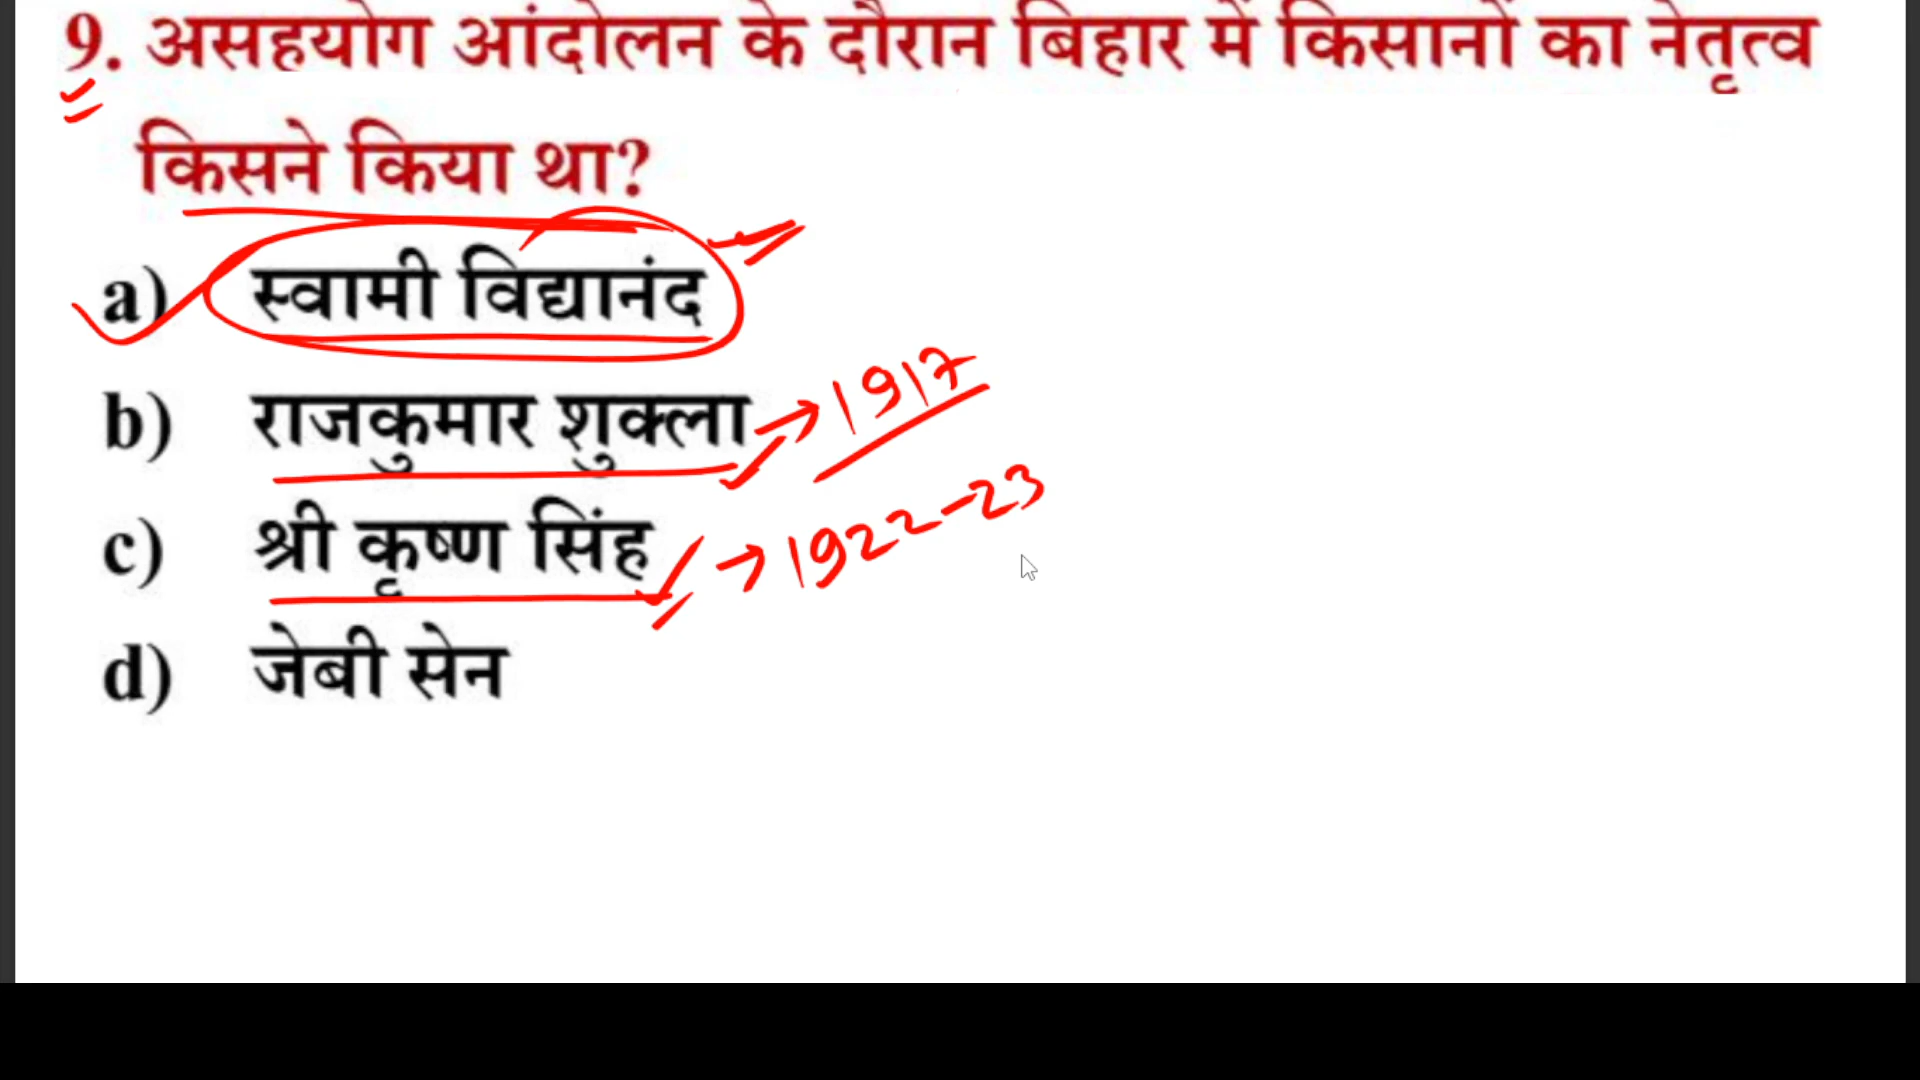 9. असहयोग आंदोलन के दौरान बिहार में किसानों का नेतृत्व
किसने किया था?
a) स्वामी विद्यानंद
b) राजकुमार शुक्ला → 1917
c) श्री कृष्ण सिंह → 1922-23
d) जेबी सेन